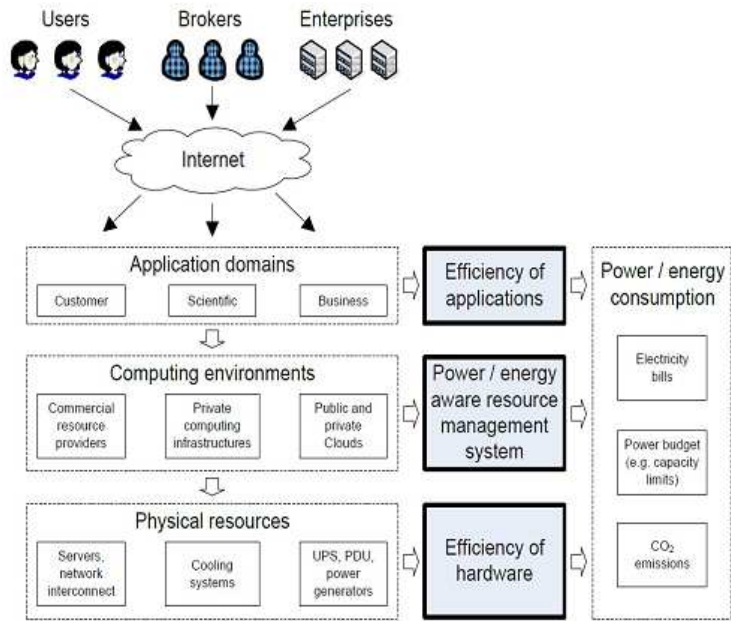 Users
Brokers
Enterprises
Internet
Application domains
Customer
Scientific
Business
Efficiency of
applications
Power / energy
consumption
Computing environments
Commercial
resource
providers
Private
computing
infrastructures
Public and
private
Clouds
Power / energy
aware resource
management
system
Electricity
bills
Power budget
(e.g. capacity
limits)
Physical resources
Servers,
network
interconnect
Cooling
systems
UPS, PDU,
power
generators
Efficiency of
hardware
CO₂
emissions